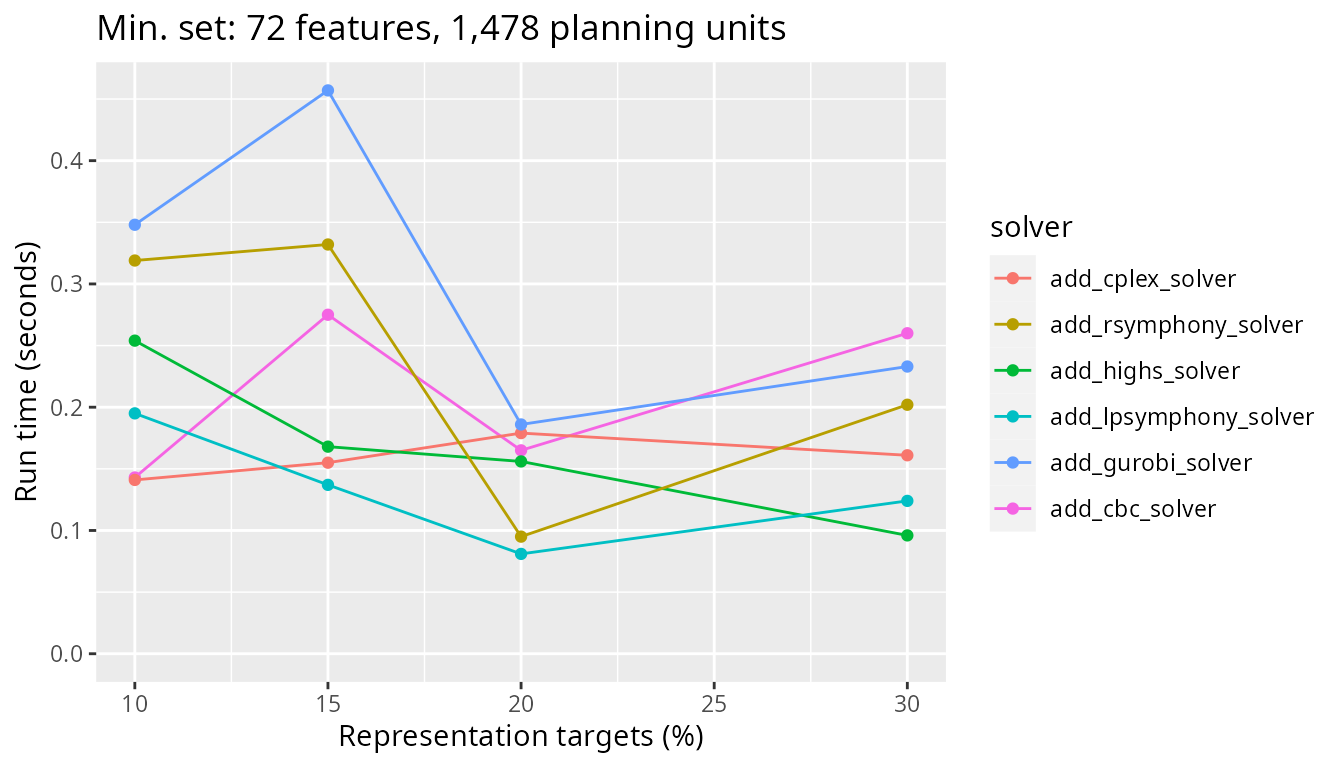 Min. set: 72 features, 1,478 planning units
Run time (seconds)
0.4
0.3
0.2
0.1
0.0
10 15 20 25 30
Representation targets (%)
solver
add_cplex_solver
add_rsymphony_solver
add_highs_solver
add_lpsymphony_solver
add_gurobi_solver
add_cbc_solver